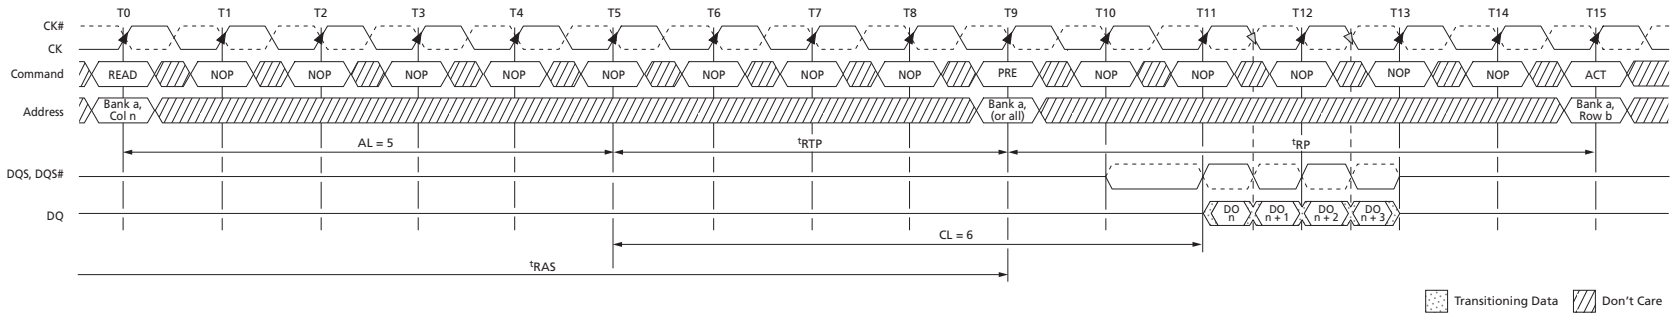 T0 T1 T2 T3 T4 T5 T6 T7 T8 T9 T10 T11 T12 T13 T14 T15
CK#
CK
Command READ NOP NOP NOP NOP NOP NOP NOP NOP PRE NOP NOP NOP NOP NOP ACT
Address Bank a, Col n Bank a, (or all) Bank a, Row b
AL = 5 tRTP tRP
DQS, DQS#
DQ DO n DO n + 1 DO n + 2 DO n + 3
CL = 6
tRAS
Transitioning Data Don't Care